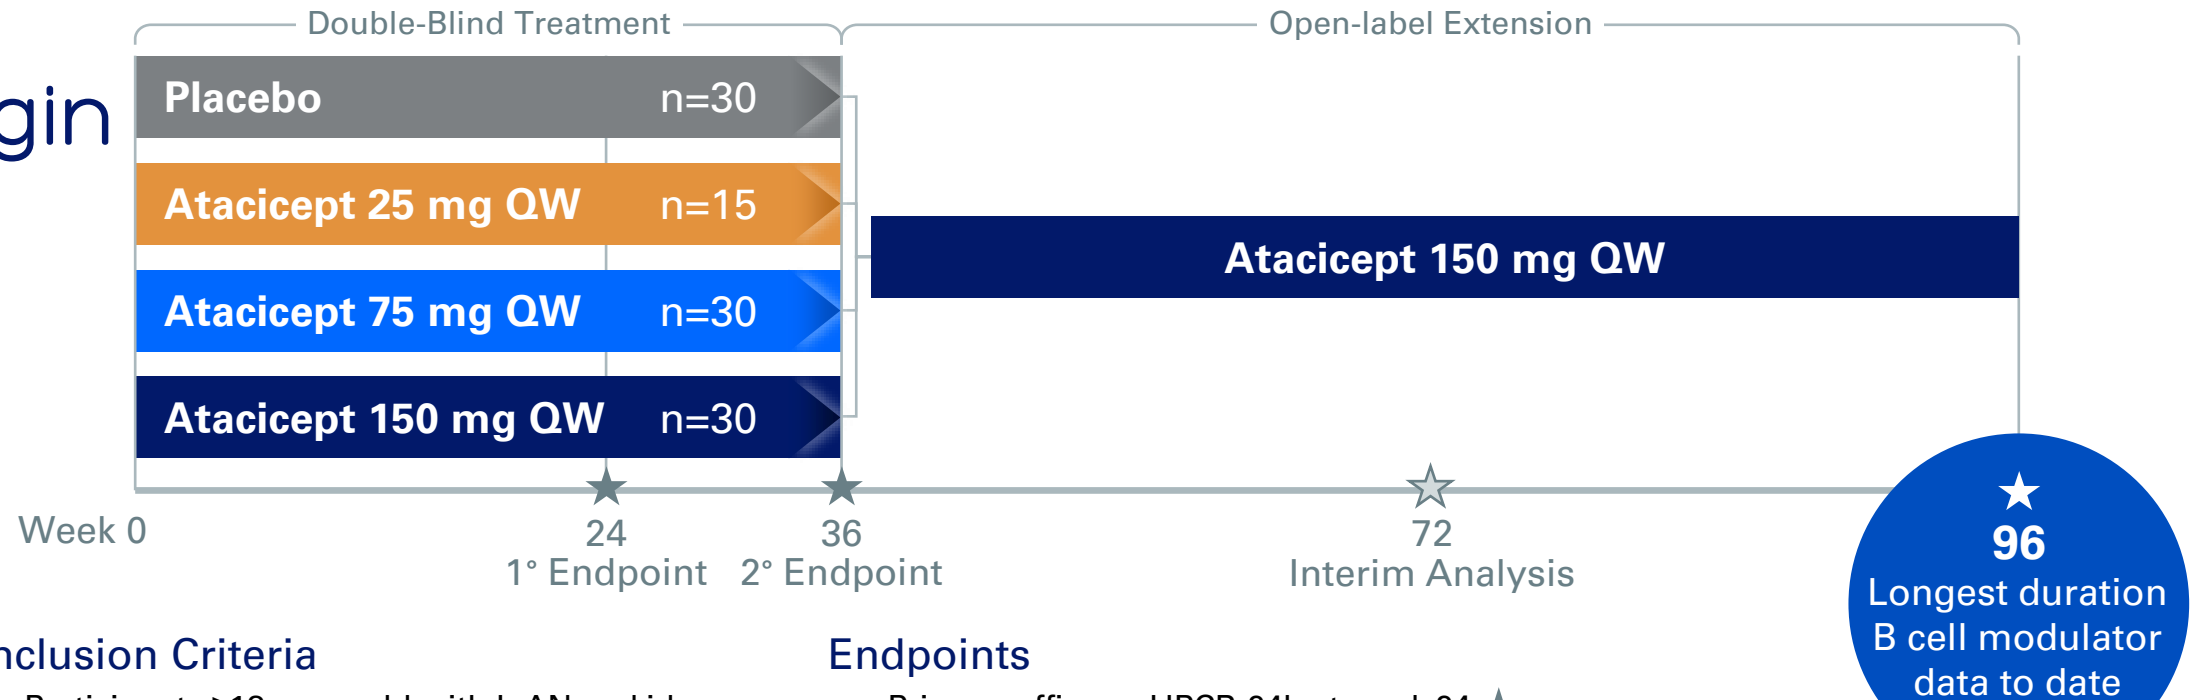 Double-Blind Treatment
Open-label Extension
gin
Placebo n=30
Atacicept 25 mg QW n=15
Atacicept 75 mg QW n=30
Atacicept 150 mg QW n=30
Atacicept 150 mg QW
Week 0
24
1° Endpoint
36
2° Endpoint
72
Interim Analysis
96
Longest duration
B cell modulator
data to date
nclusion Criteria
Endpoints